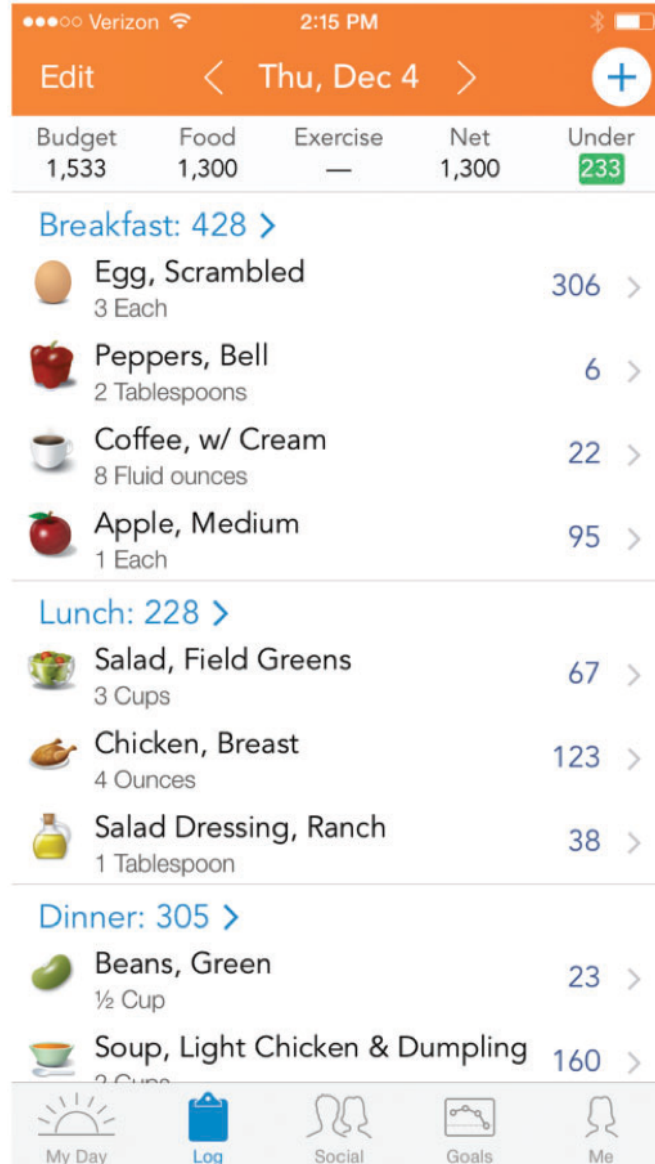 Verizon 2:15 PM
Edit < Thu, Dec 4 > +
Budget Food Exercise Net Under
1,533 1,300 — 1,300 233
Breakfast: 428 >
Egg, Scrambled 306 >
3 Each
Peppers, Bell 6 >
2 Tablespoons
Coffee, w/ Cream 22 >
8 Fluid ounces
Apple, Medium 95 >
1 Each
Lunch: 228 >
Salad, Field Greens 67 >
3 Cups
Chicken, Breast 123 >
4 Ounces
Salad Dressing, Ranch 38 >
1 Tablespoon
Dinner: 305 >
Beans, Green 23 >
½ Cup
Soup, Light Chicken & Dumpling 160 >
2 Cups
My Day Log Social Goals Me